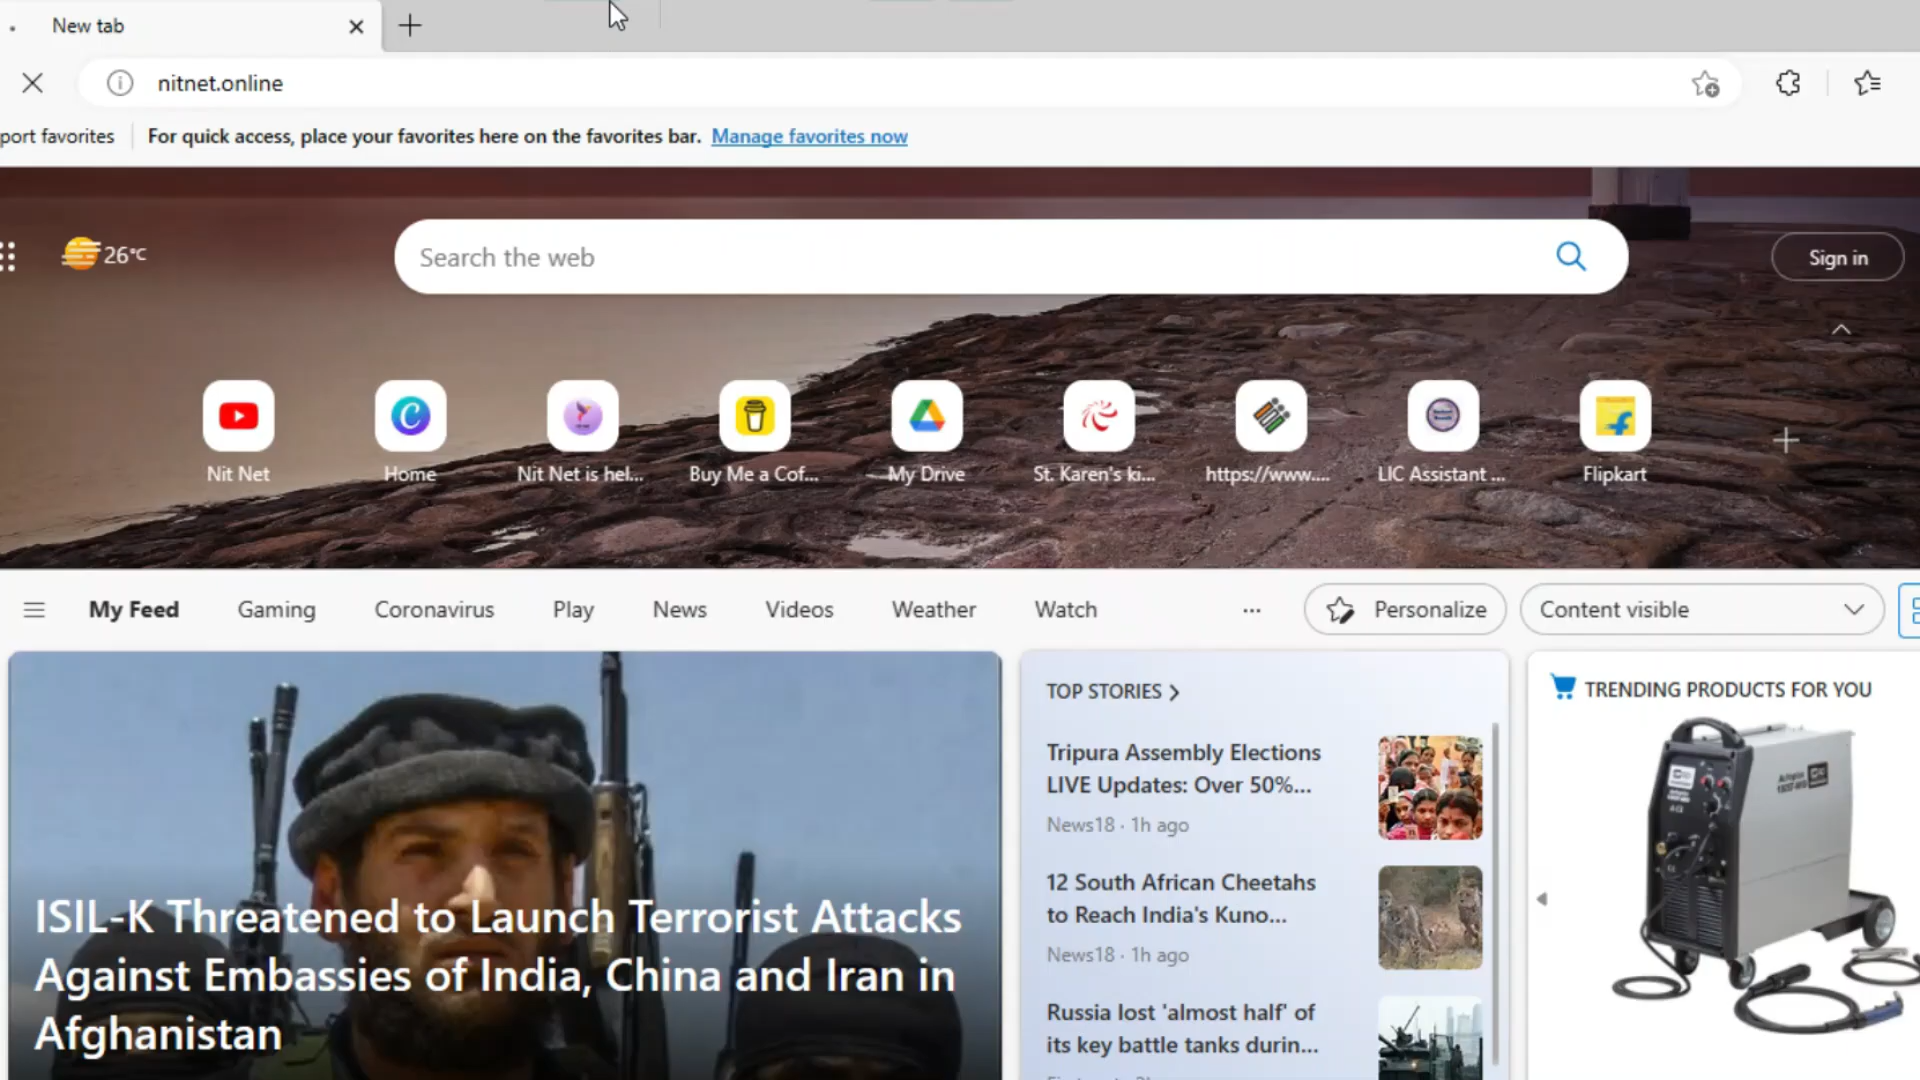 New tab
nitnet.online
port favorites
For quick access, place your favorites here on the favorites bar. Manage favorites now
26°C
Search the web
Sign in
Nit Net
Home
Nit Net is hel...
Buy Me a Cof...
My Drive
St. Karen's ki...
https://www....
LIC Assistant ...
Flipkart
My Feed
Gaming
Coronavirus
Play
News
Videos
Weather
Watch
...
Personalize
Content visible
ISIL-K Threatened to Launch Terrorist Attacks
Against Embassies of India, China and Iran in
Afghanistan
TOP STORIES
Tripura Assembly Elections
LIVE Updates: Over 50%...
News18 · 1h ago
12 South African Cheetahs
to Reach India's Kuno...
News18 · 1h ago
Russia lost 'almost half' of
its key battle tanks durin...
TRENDING PRODUCTS FOR YOU